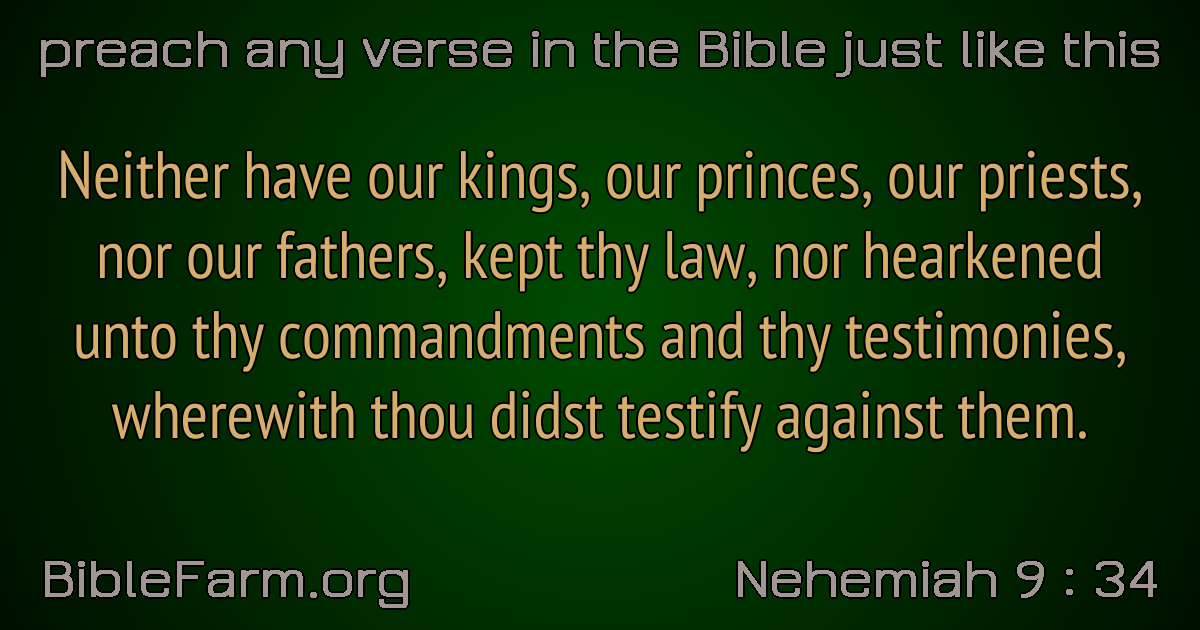 preach any verse in the Bible just like this
Neither have our kings, our princes, our priests,
nor our fathers, kept thy law, nor hearkened
unto thy commandments and thy testimonies,
wherewith thou didst testify against them.
BibleFarm.org
Nehemiah 9 : 34